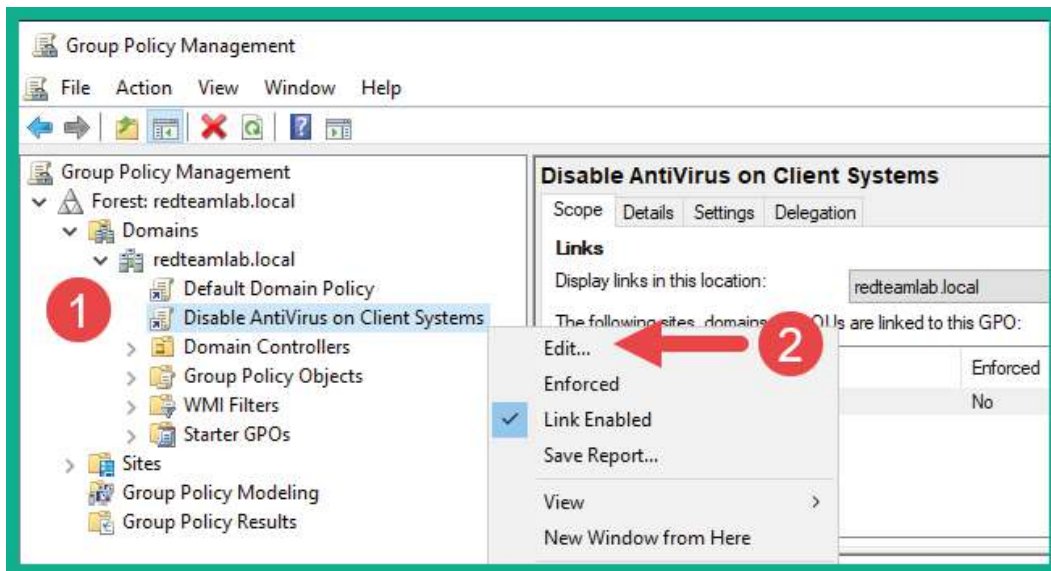 Group Policy Management
File Action View Window Help
Group Policy Management
Forest: redteamlab.local
Domains
redteamlab.local
Default Domain Policy
1
Disable AntiVirus on Client Systems
Domain Controllers
Group Policy Objects
WMI Filters
Starter GPOs
Sites
Group Policy Modeling
Group Policy Results
Disable AntiVirus on Client Systems
Scope Details Settings Delegation
Links
Display links in this location: redteamlab.local
The following sites, domains, OUs are linked to this GPO:
Enforced
No
Edit... 2
Enforced
Link Enabled
Save Report...
View
New Window from Here